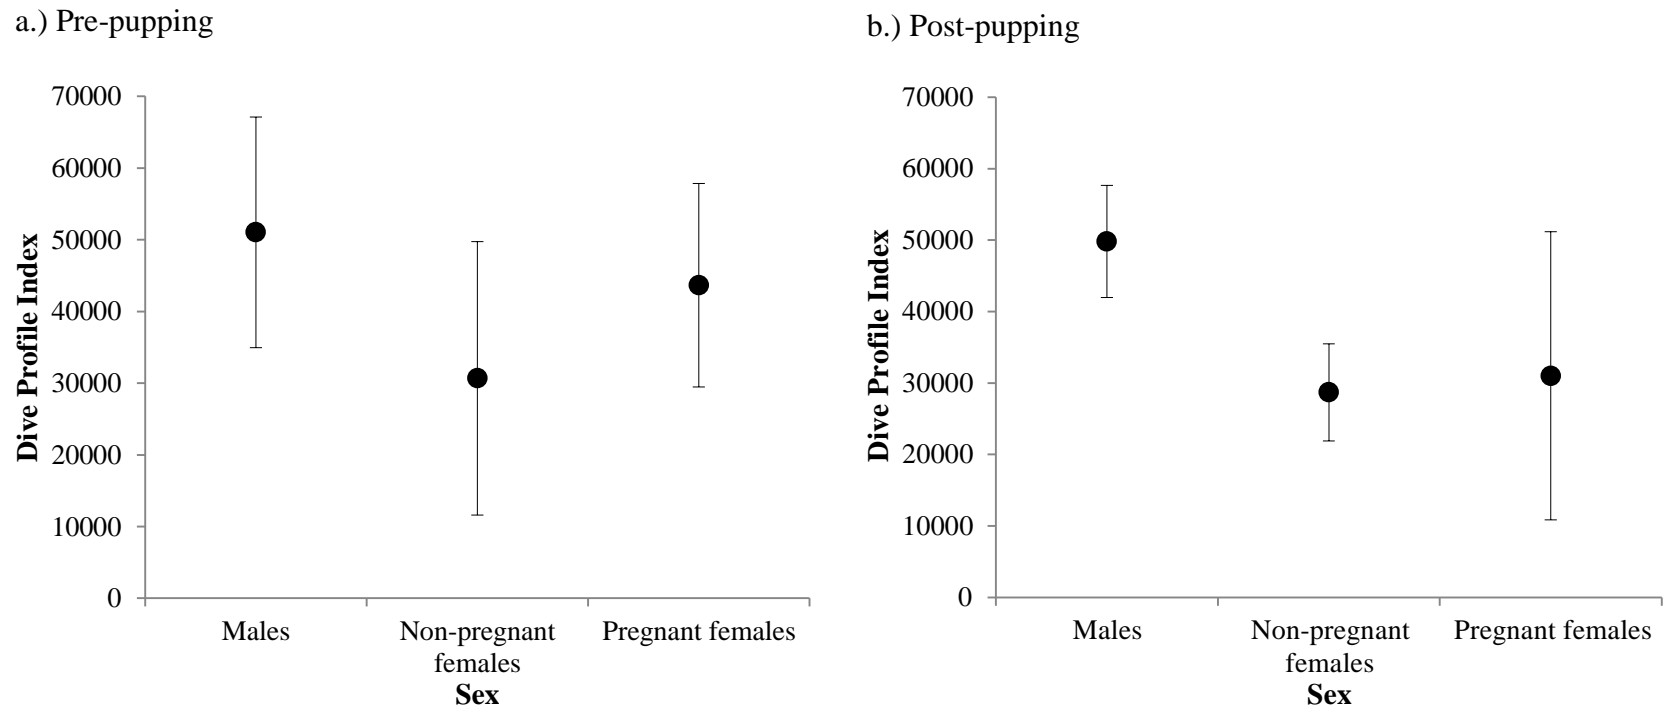 a.) Pre-pupping
70000
60000
50000
40000
30000
20000
10000
0
Dive Profile Index
Males
Non-pregnant
females
Pregnant females
Sex
b.) Post-pupping
70000
60000
50000
40000
30000
20000
10000
0
Dive Profile Index
Males
Non-pregnant
females
Pregnant females
Sex